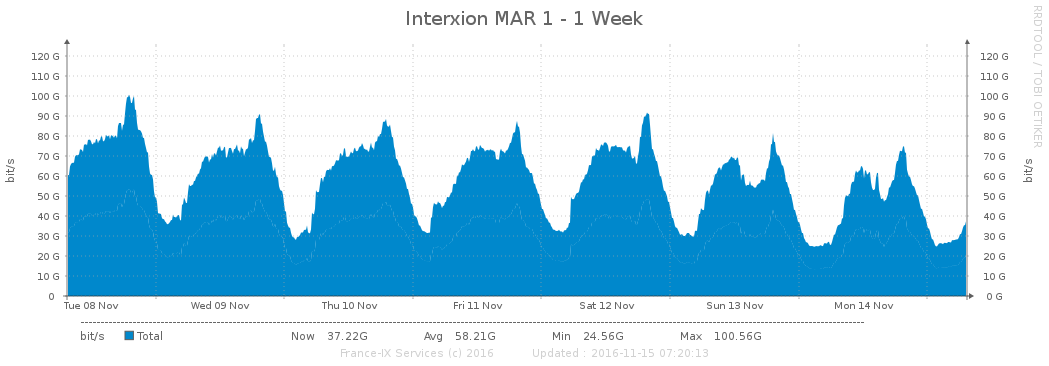 Interxion MAR 1 - 1 Week
RRDTOOL / TOBI OETIKER
bit/s
120 G 120 G
110 G 110 G
100 G 100 G
90 G 90 G
80 G 80 G
70 G 70 G
60 G 60 G
50 G 50 G
40 G 40 G
30 G 30 G
20 G 20 G
10 G 10 G
0 0 G
bit/s
Tue 08 Nov Wed 09 Nov Thu 10 Nov Fri 11 Nov Sat 12 Nov Sun 13 Nov Mon 14 Nov
bit/s Total Now 37.22G Avg 58.21G Min 24.56G Max 100.56G
France-IX Services (c) 2016 Updated : 2016-11-15 07:20:13